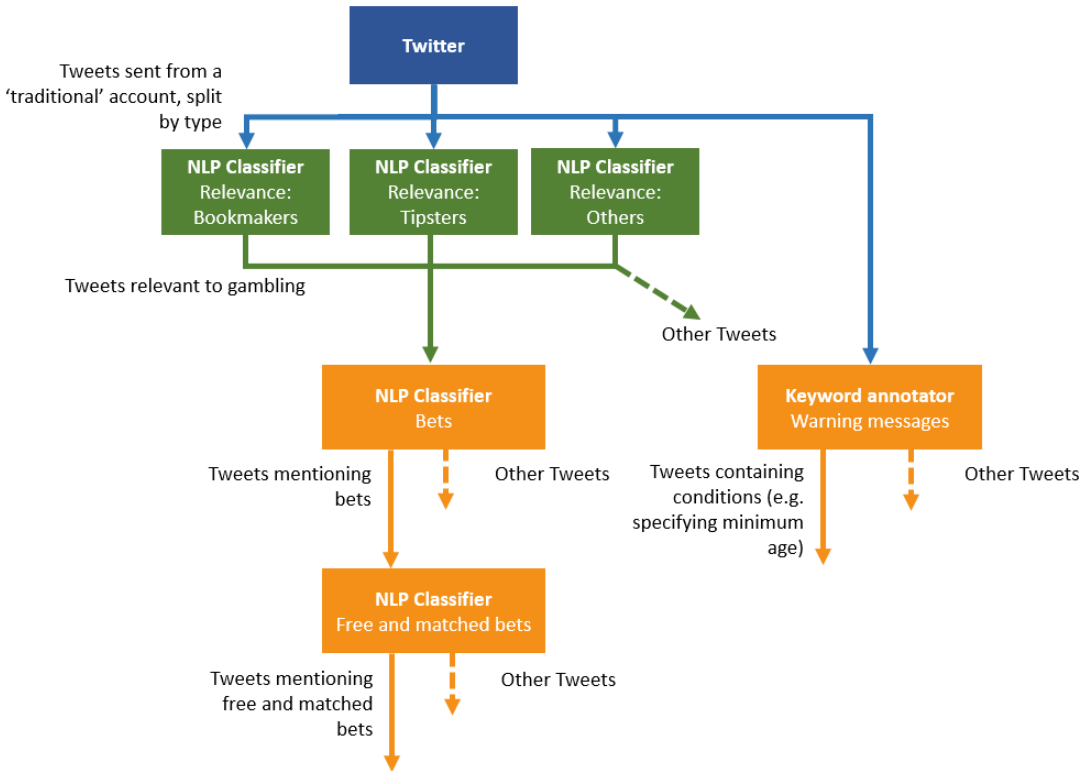 Twitter
Tweets sent from a
‘traditional’ account, split
by type
NLP Classifier
Relevance:
Bookmakers
NLP Classifier
Relevance:
Tipsters
NLP Classifier
Relevance:
Others
Tweets relevant to gambling
Other Tweets
NLP Classifier
Bets
Keyword annotator
Warning messages
Tweets mentioning
bets
Other Tweets
Tweets containing
conditions (e.g.
specifying minimum
age)
Other Tweets
NLP Classifier
Free and matched bets
Tweets mentioning
free and matched
bets
Other Tweets